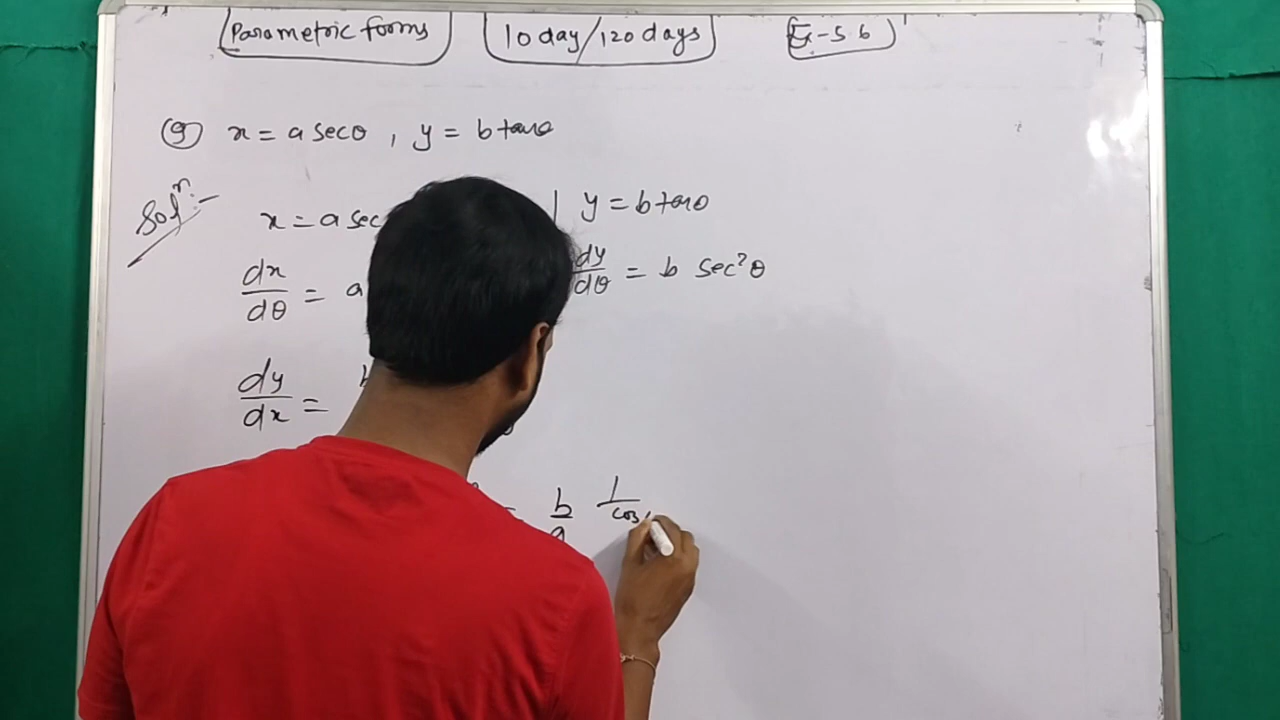 Parametric forms 10 day/120 days Ex-5.6
9) x = a secθ , y = b tanθ
Solⁿ:-
x = a sec | y = b tanθ
dx/dθ = a dy/dθ = b sec²θ
dy/dx =
= b/a 1/cos